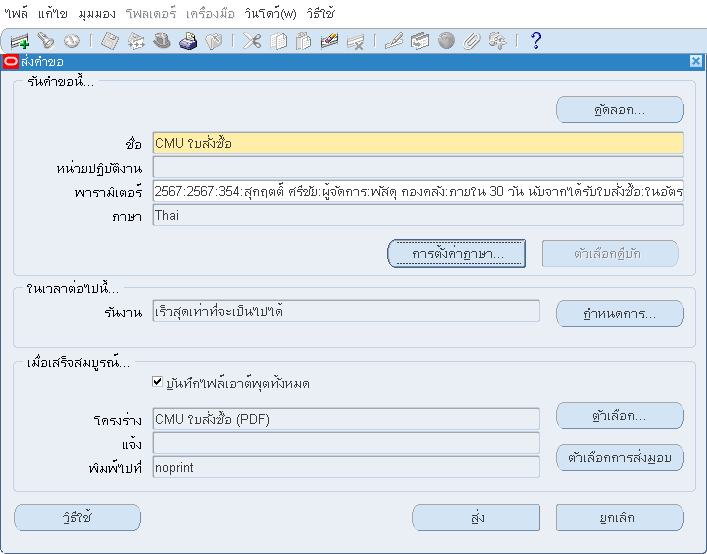 ไฟล์ แก้ไข มุมมอง โฟลเดอร์ เครื่องมือ วินโดว์(W) วิธีใช้
ส่งคำขอ
รันคำขอนี้...
คัดลอก...
ชื่อ CMU ใบสั่งซื้อ
หน่วยปฏิบัติงาน
พารามิเตอร์ 2567:2567:354:สุกฤตต์ ศรีชัย:ผู้จัดการ:พัสดุ กองคลัง:ภายใน 30 วัน นับจากได้รับใบสั่งซื้อ:ในอัตร
ภาษา Thai
การตั้งค่าภาษา... ตัวเลือกดีบัก
ในเวลาต่อไปนี้...
รันงาน เร็วสุดเท่าที่จะเป็นไปได้ กำหนดการ...
เมื่อเสร็จสมบูรณ์...
บันทึกไฟล์เอาต์พุตทั้งหมด
โครงร่าง CMU ใบสั่งซื้อ (PDF) ตัวเลือก...
แจ้ง
ตัวเลือกการส่งมอบ
พิมพ์ไปที่ noprint
วิธีใช้ ส่ง ยกเลิก